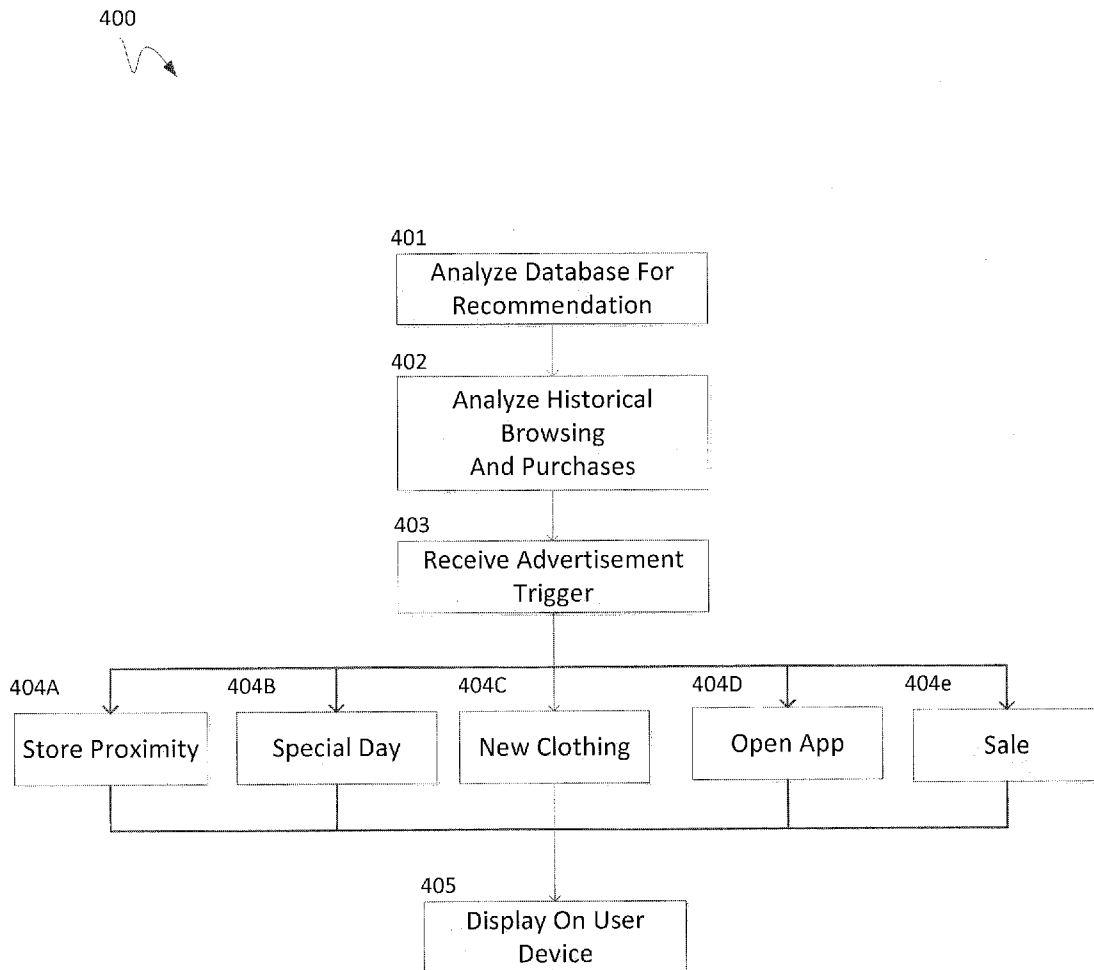 400
401
Analyze Database For
Recommendation
402
Analyze Historical
Browsing
And Purchases
403
Receive Advertisement
Trigger
404A
Store Proximity
404B
Special Day
404C
New Clothing
404D
Open App
404e
Sale
405
Display On User
Device